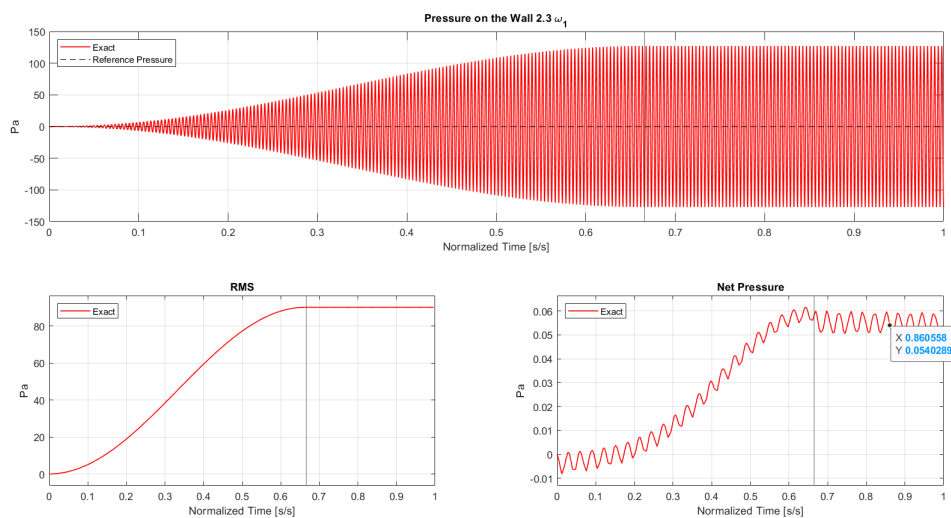 Pressure on the Wall 2.3 ω₁
Exact
Reference Pressure
Pa
150
100
50
0
-50
-100
-150
0 0.1 0.2 0.3 0.4 0.5 0.6 0.7 0.8 0.9 1
Normalized Time [s/s]
RMS
Exact
Pa
80
60
40
20
0
0 0.1 0.2 0.3 0.4 0.5 0.6 0.7 0.8 0.9 1
Normalized Time [s/s]
Net Pressure
Exact
Pa
0.06
0.05
0.04
0.03
0.02
0.01
0
-0.01
X 0.860558
Y 0.0540289
0 0.1 0.2 0.3 0.4 0.5 0.6 0.7 0.8 0.9 1
Normalized Time [s/s]